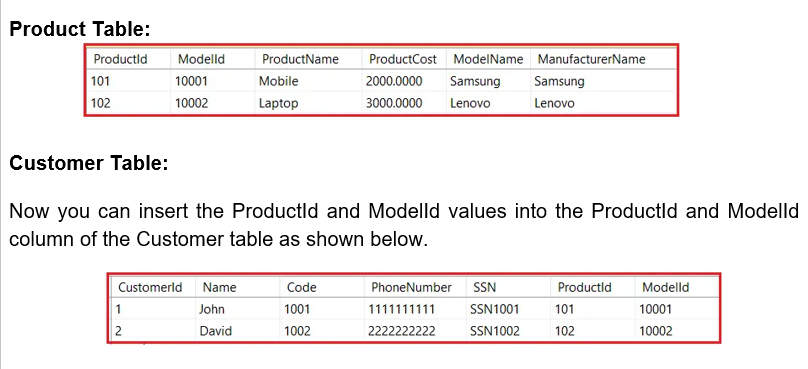 Product Table:
ProductId ModelId ProductName ProductCost ModelName ManufacturerName
101 10001 Mobile 2000.0000 Samsung Samsung
102 10002 Laptop 3000.0000 Lenovo Lenovo
Customer Table:
Now you can insert the ProductId and ModelId values into the ProductId and ModelId
column of the Customer table as shown below.
CustomerId Name Code PhoneNumber SSN ProductId ModelId
1 John 1001 1111111111 SSN1001 101 10001
2 David 1002 2222222222 SSN1002 102 10002